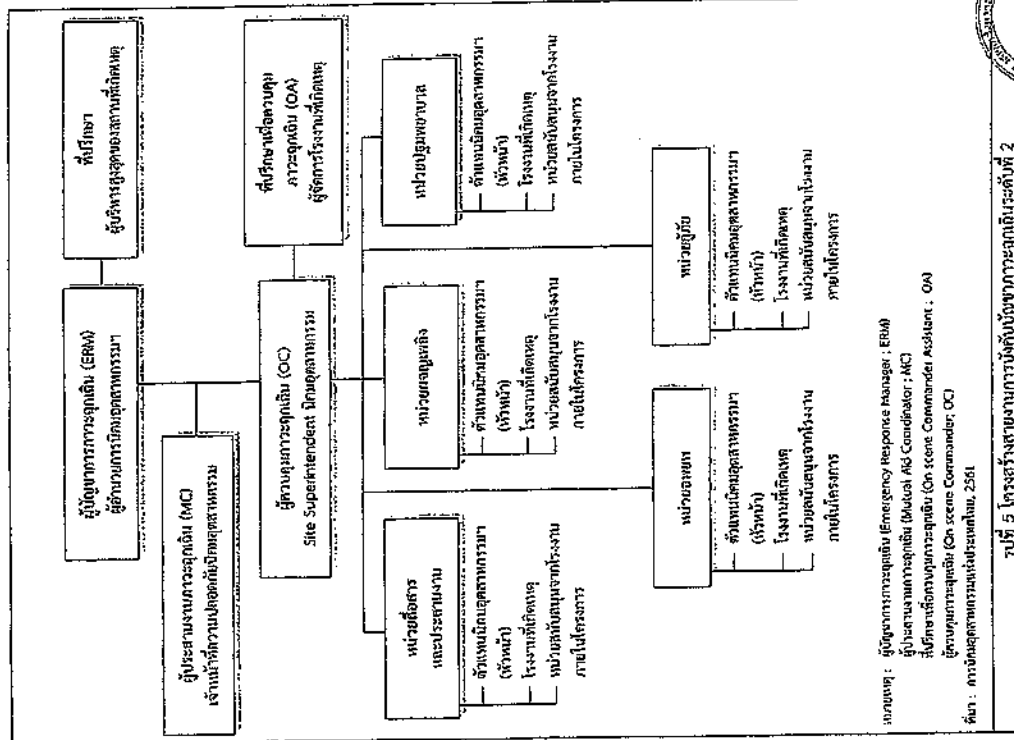 ที่ปรึกษา
ผู้บริหารสูงสุดของสถานที่เกิดเหตุ
ผู้บัญชาการภาวะฉุกเฉิน (ERM)
ผู้อำนวยการนิคมอุตสาหกรรมฯ
ผู้ประสานงานภาวะฉุกเฉิน (MC)
เจ้าหน้าที่ความปลอดภัยนิคมอุตสาหกรรม
ที่ปรึกษาเพื่อควบคุม
ภาวะฉุกเฉิน (OA)
ผู้จัดการโรงงานที่เกิดเหตุ
ผู้ควบคุมภาวะฉุกเฉิน (OC)
Site Superintendent นิคมอุตสาหกรรม
หน่วยสื่อสาร
และประสานงาน
ตัวแทนนิคมอุตสาหกรรมฯ
(หัวหน้า)
โรงงานที่เกิดเหตุ
หน่วยสนับสนุนจากโรงงาน
ภายในโครงการ
หน่วยผจญเพลิง
ตัวแทนนิคมอุตสาหกรรมฯ
(หัวหน้า)
โรงงานที่เกิดเหตุ
หน่วยสนับสนุนจากโรงงาน
ภายในโครงการ
หน่วยปฐมพยาบาล
ตัวแทนนิคมอุตสาหกรรมฯ
(หัวหน้า)
โรงงานที่เกิดเหตุ
หน่วยสนับสนุนจากโรงงาน
ภายในโครงการ
หน่วยอพยพ
ตัวแทนนิคมอุตสาหกรรมฯ
(หัวหน้า)
โรงงานที่เกิดเหตุ
หน่วยสนับสนุนจากโรงงาน
ภายในโครงการ
หน่วยกู้ภัย
ตัวแทนนิคมอุตสาหกรรมฯ
(หัวหน้า)
โรงงานที่เกิดเหตุ
หน่วยสนับสนุนจากโรงงาน
ภายในโครงการ
หมายเหตุ : ผู้บัญชาการภาวะฉุกเฉิน (Emergency Respons Manager ; ERM)
ผู้ประสานงานภาวะฉุกเฉิน (Mutual Aid Coordinator ; MC)
ที่ปรึกษาเพื่อควบคุมภาวะฉุกเฉิน (On scene Commander Assistant ; OA)
ผู้ควบคุมภาวะฉุกเฉิน (On scene Commander; OC)
ที่มา : การนิคมอุตสาหกรรมแห่งประเทศไทย, 2561
รูปที่ 5 โครงสร้างสายงานการบังคับบัญชาภาวะฉุกเฉินระดับที่ 2